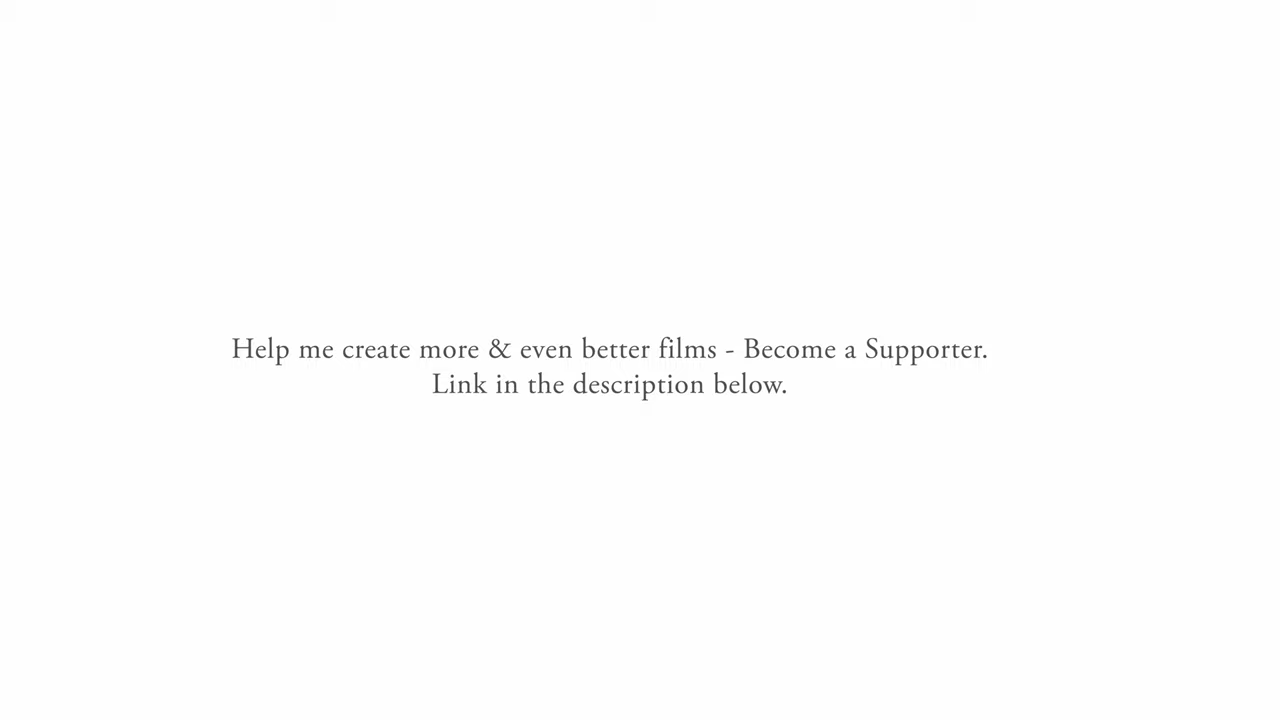 Help me create more & even better films - Become a Supporter.
Link in the description below.